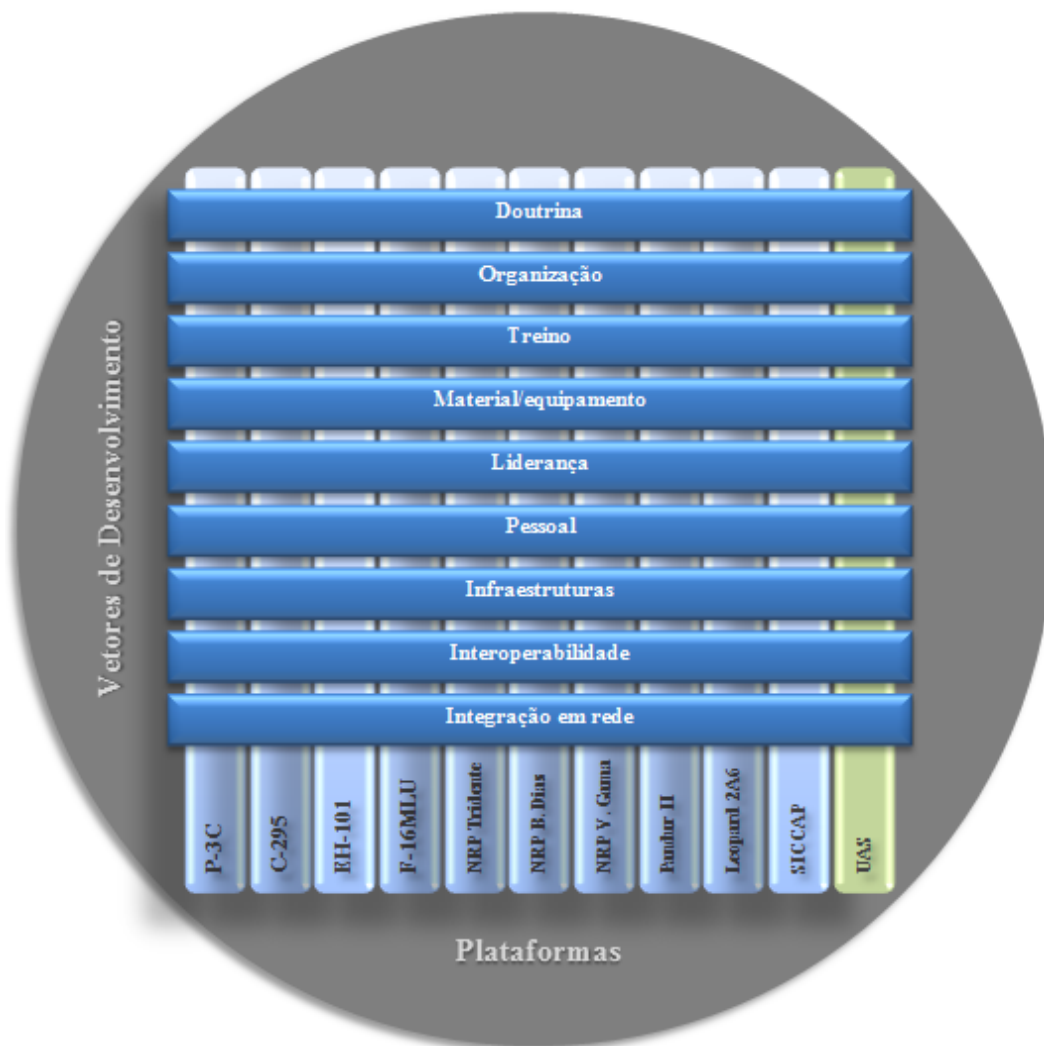 Doutrina
Organização
Treino
Material/equipamento
Liderança
Pessoal
Infraestruturas
Interoperabilidade
Integração em rede
Vetores de Desenvolvimento
P-3C
C-295
EH-101
F-16MLU
NRP Tridente
NRP B. Dias
NRP V. Gama
Pandur II
Leopard 2A6
SICCAP
UAS
Plataformas